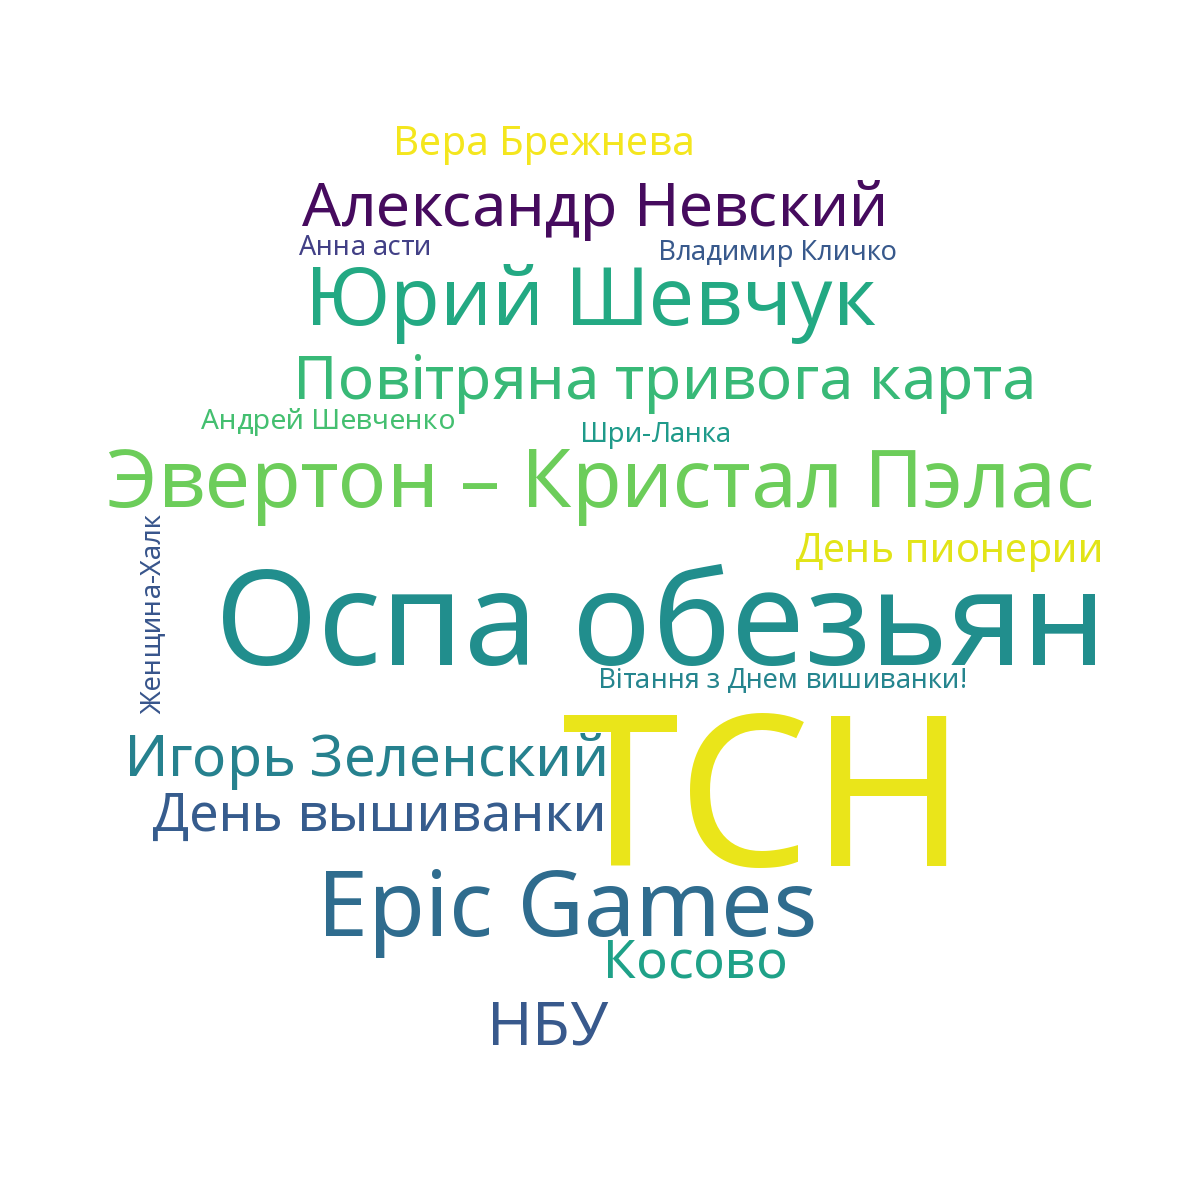 Вера Брежнева
Александр Невский
Анна асти
Владимир Кличко
Юрий Шевчук
Повітряна тривога карта
Андрей Шевченко
Шри-Ланка
Эвертон – Кристал Пэлас
Женщина-Халк
День пионерии
Оспа обезьян
Вітання з Днем вишиванки!
ТСН
Игорь Зеленский
День вышиванки
Epic Games
Косово
НБУ